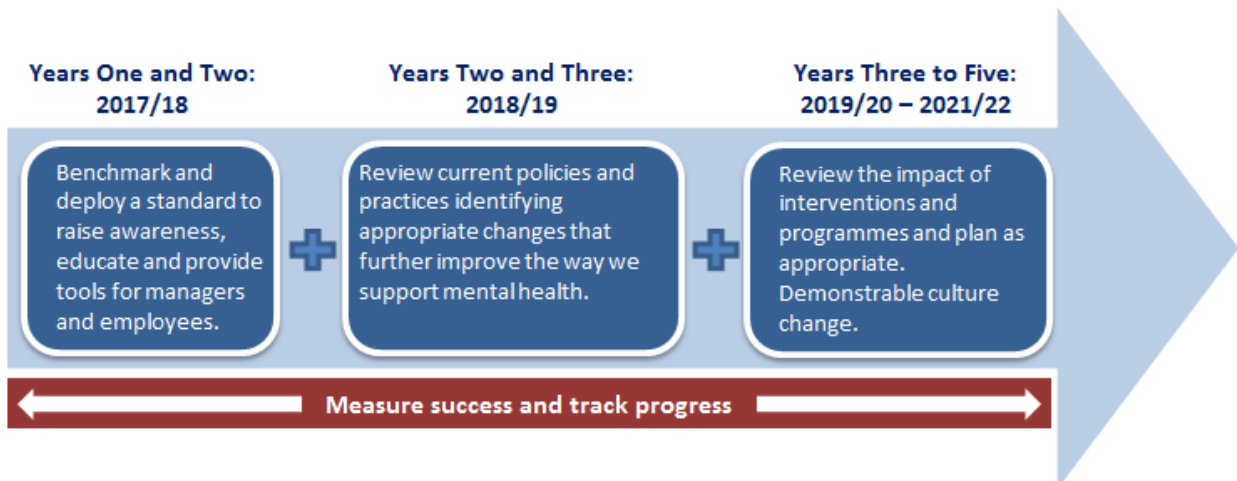 Years One and Two:
2017/18
Years Two and Three:
2018/19
Years Three to Five:
2019/20 – 2021/22
Benchmark and
deploy a standard to
raise awareness,
educate and provide
tools for managers
and employees.
Review current policies and
practices identifying
appropriate changes that
further improve the way we
support mental health.
Review the impact of
interventions and
programmes and plan as
appropriate.
Demonstrable culture
change.
Measure success and track progress